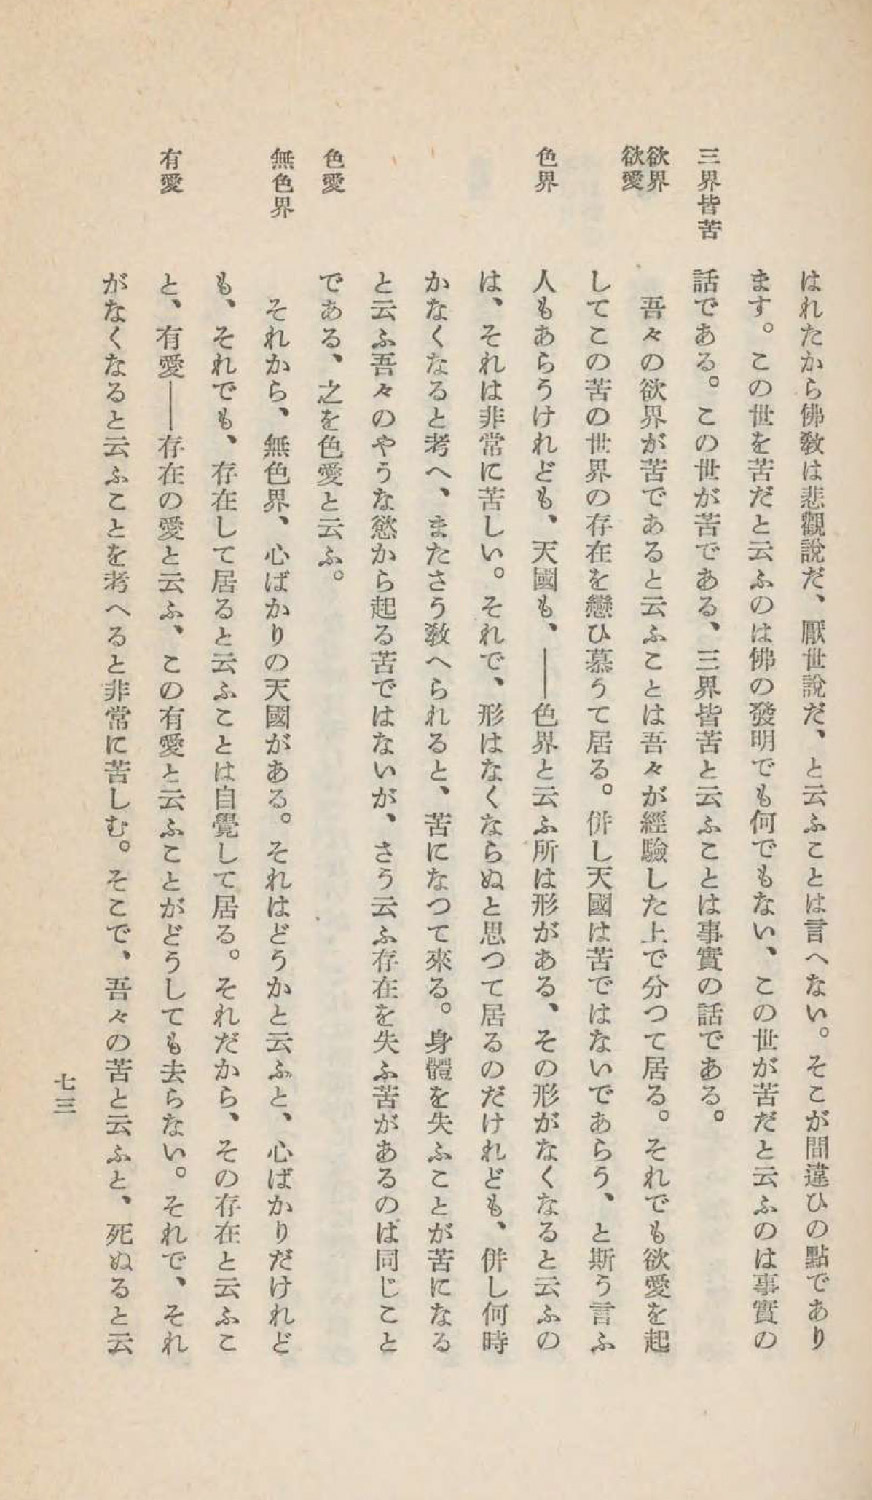 はれたから佛敎は悲觀說だ、厭世說だ、と云ふことは言へない。そこが間違ひの點であり
ます。この世を苦だと云ふのは佛の發明でも何でもない、この世が苦だと云ふのは事實の
三界皆苦
話である。この世が苦である、三界皆苦と云ふことは事實の話である。
欲界
欲愛
吾々の欲界が苦であると云ふことは吾々が經驗した上で分つて居る。それでも欲愛を起
してこの苦の世界の存在を戀ひ慕うて居る。併し天國は苦ではないであらう、と斯う言ふ
色界
人もあらうけれども、天國も、——色界と云ふ所は形がある、その形がなくなると云ふの
は、それは非常に苦しい。それで、形はなくならぬと思つて居るのだけれども、併し何時
かなくなると考へ、またさう敎へられると、苦になつて來る。身體を失ふことが苦になる
と云ふ吾々のやうな慾から起る苦ではないが、さう云ふ存在を失ふ苦があるのは同じこと
色愛
である、之を色愛と云ふ。
無色界
それから、無色界、心ばかりの天國がある。それはどうかと云ふと、心ばかりだけれど
も、それでも、存在して居ると云ふことは自覺して居る。それだから、その存在と云ふこ
有愛
と、有愛——存在の愛と云ふ、この有愛と云ふことがどうしても去らない。それで、それ
がなくなると云ふことを考へると非常に苦しむ。そこで、吾々の苦と云ふと、死ぬると云
七三